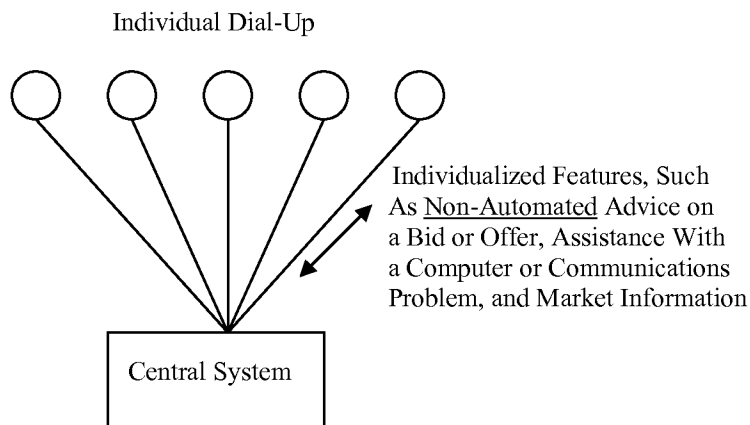 Individual Dial-Up
Individualized Features, Such
As Non-Automated Advice on
a Bid or Offer, Assistance With
a Computer or Communications
Problem, and Market Information
Central System